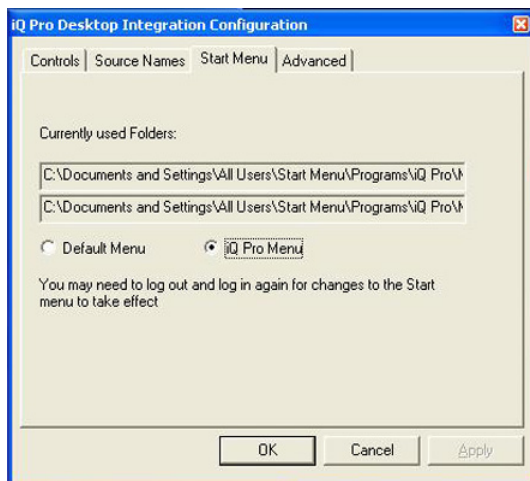 iQ Pro Desktop Integration Configuration
Controls Source Names Start Menu Advanced
Currently used Folders:
C:\Documents and Settings\All Users\Start Menu\Programs\iQ Pro\
C:\Documents and Settings\All Users\Start Menu\Programs\iQ Pro\
Default Menu iQ Pro Menu
You may need to log out and log in again for changes to the Start
menu to take effect
OK Cancel Apply